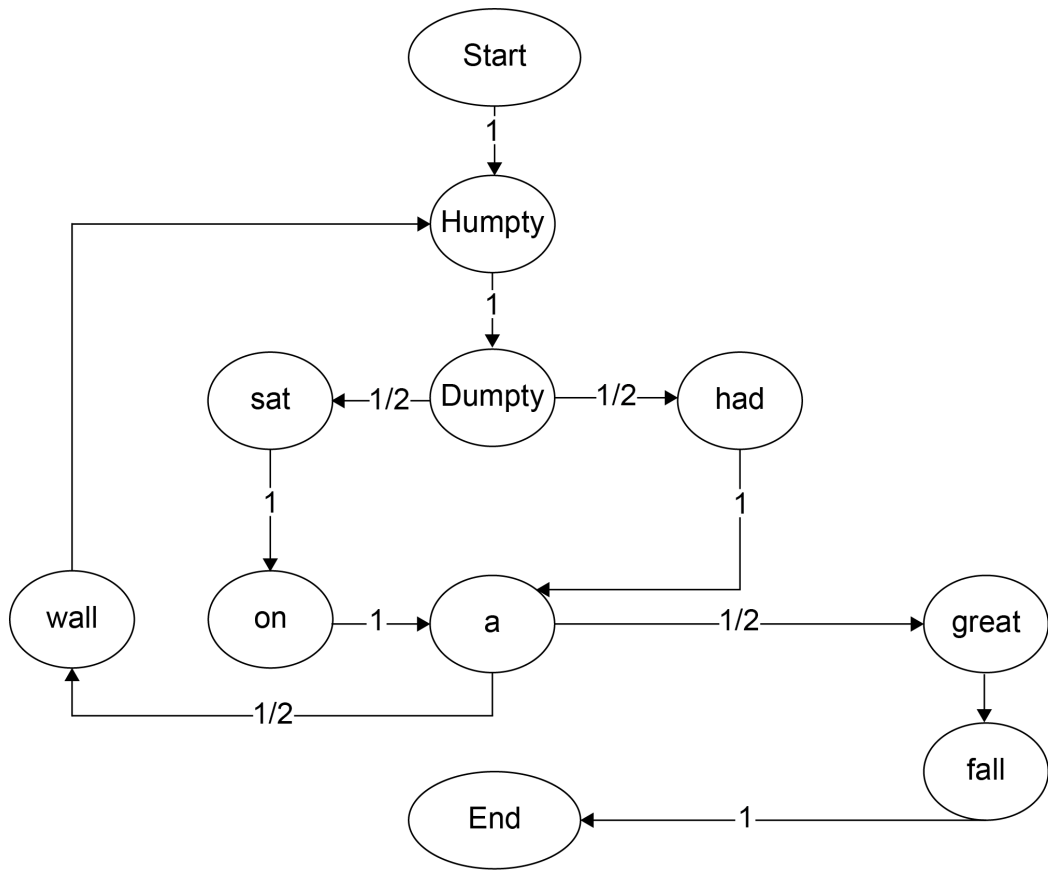 Start
1
Humpty
1
sat
1/2
Dumpty
1/2
had
1
1
wall
on
1
a
1/2
great
1/2
fall
End
1